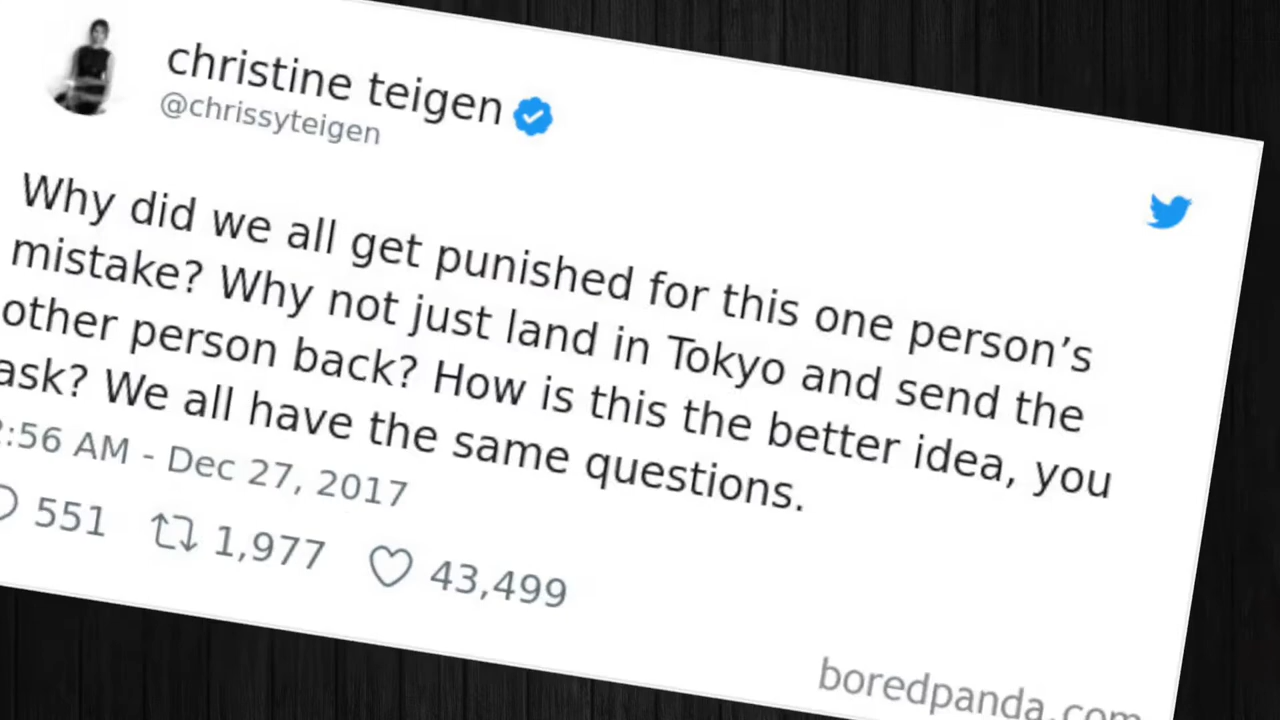 christine teigen
@chrissyteigen
Why did we all get punished for this one person's
mistake? Why not just land in Tokyo and send the
other person back? How is this the better idea, you
ask? We all have the same questions.
:56 AM - Dec 27, 2017
551 1,977 43,499
boredpanda.com